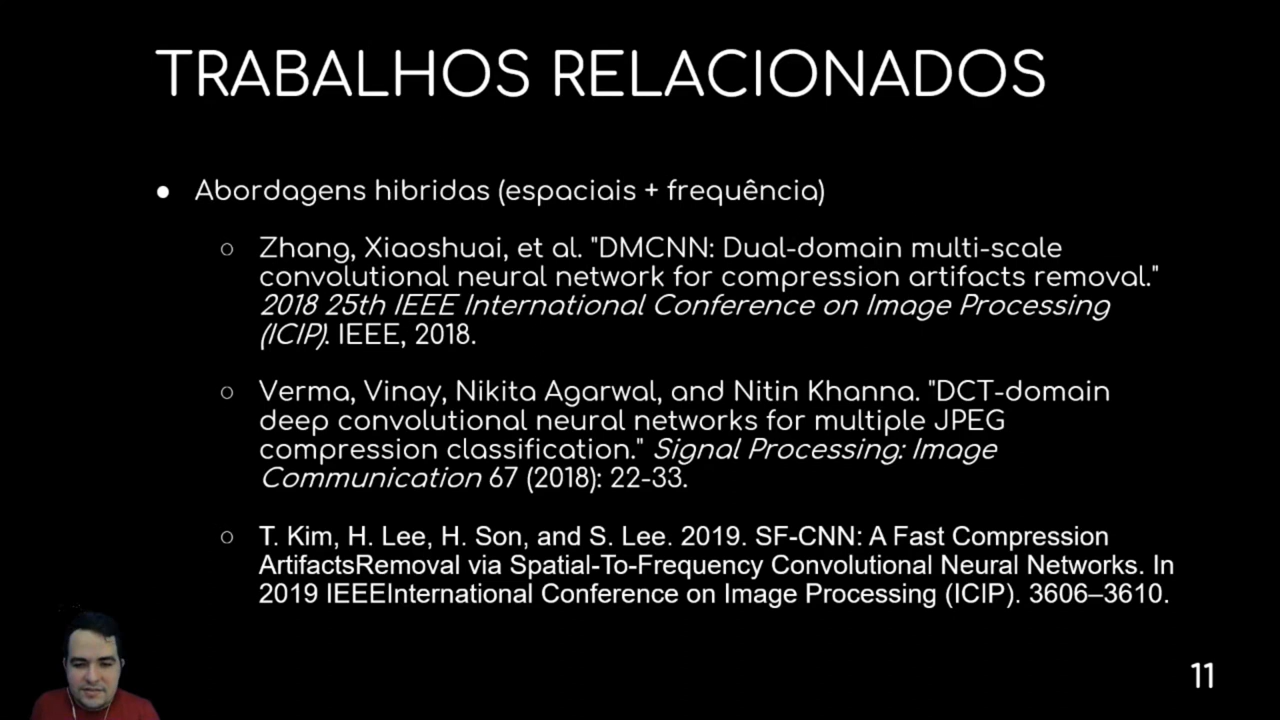 TRABALHOS RELACIONADOS
● Abordagens hibridas (espaciais + frequência)
○ Zhang, Xiaoshuai, et al. "DMCNN: Dual-domain multi-scale
convolutional neural network for compression artifacts removal."
2018 25th IEEE International Conference on Image Processing
(ICIP). IEEE, 2018.
○ Verma, Vinay, Nikita Agarwal, and Nitin Khanna. "DCT-domain
deep convolutional neural networks for multiple JPEG
compression classification." Signal Processing: Image
Communication 67 (2018): 22-33.
○ T. Kim, H. Lee, H. Son, and S. Lee. 2019. SF-CNN: A Fast Compression
ArtifactsRemoval via Spatial-To-Frequency Convolutional Neural Networks. In
2019 IEEEInternational Conference on Image Processing (ICIP). 3606–3610.
11